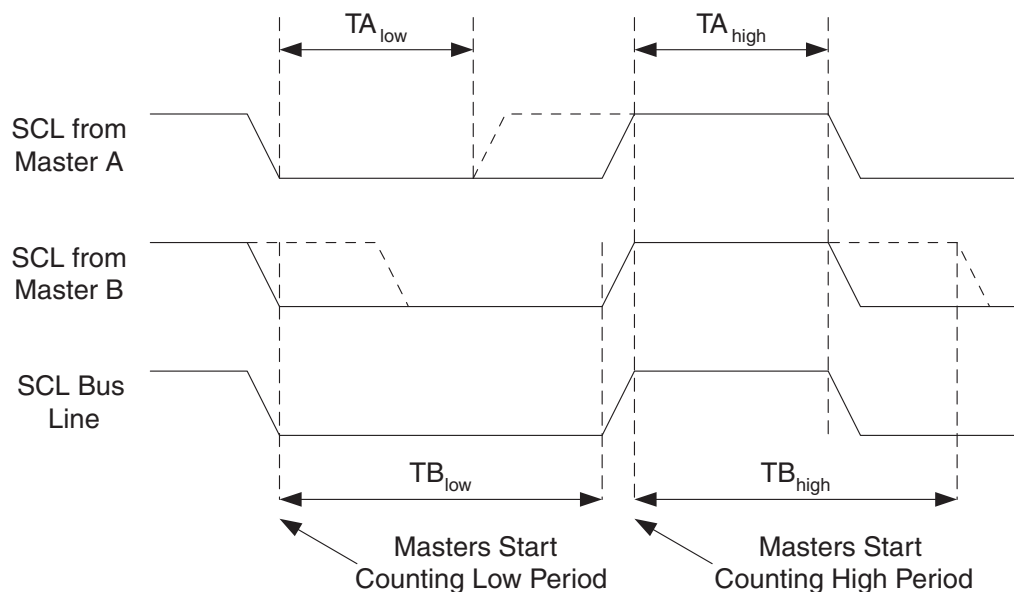 TA low
TA high
SCL from
Master A
SCL from
Master B
SCL Bus
Line
TB low
TB high
Masters Start
Counting Low Period
Masters Start
Counting High Period